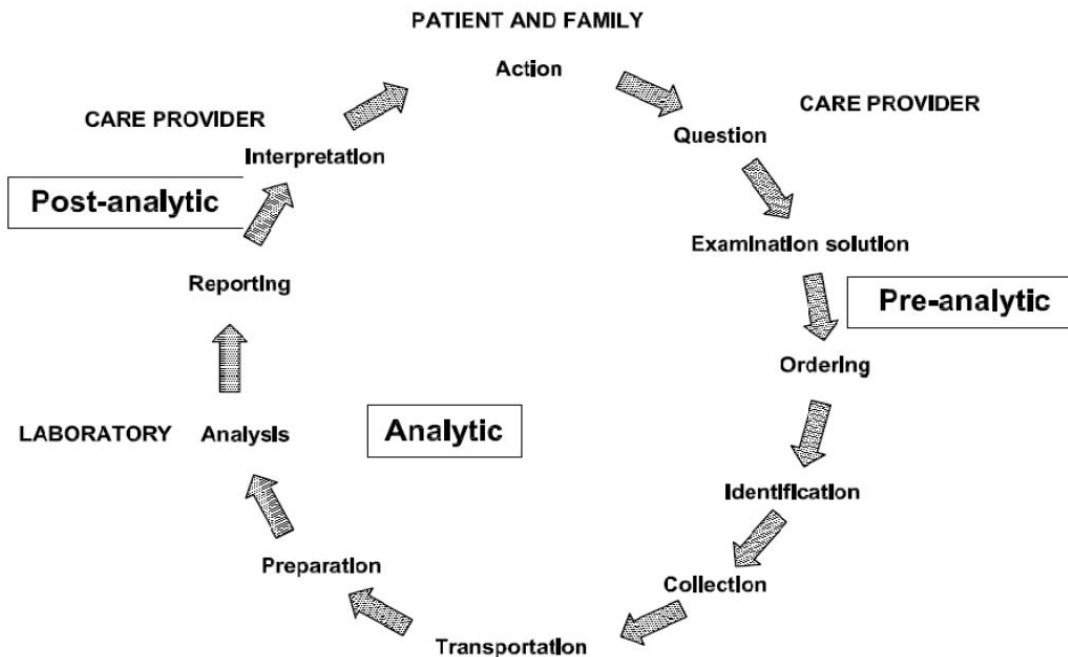 PATIENT AND FAMILY
Action
CARE PROVIDER
CARE PROVIDER
Question
Interpretation
Post-analytic
Examination solution
Reporting
Pre-analytic
Ordering
LABORATORY
Analysis
Analytic
Identification
Preparation
Collection
Transportation